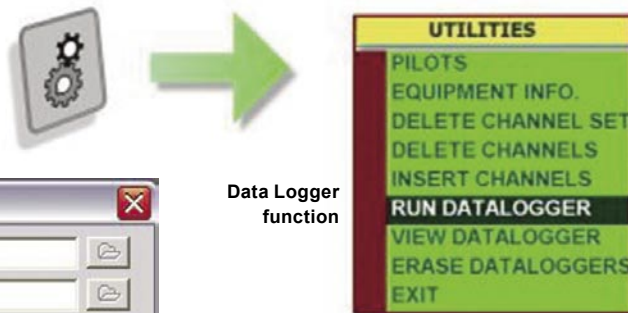 UTILITIES
PILOTS
EQUIPMENT INFO.
DELETE CHANNEL SET
DELETE CHANNELS
INSERT CHANNELS
RUN DATALOGGER
VIEW DATALOGGER
ERASE DATALOGGERS
EXIT
Data Logger
function